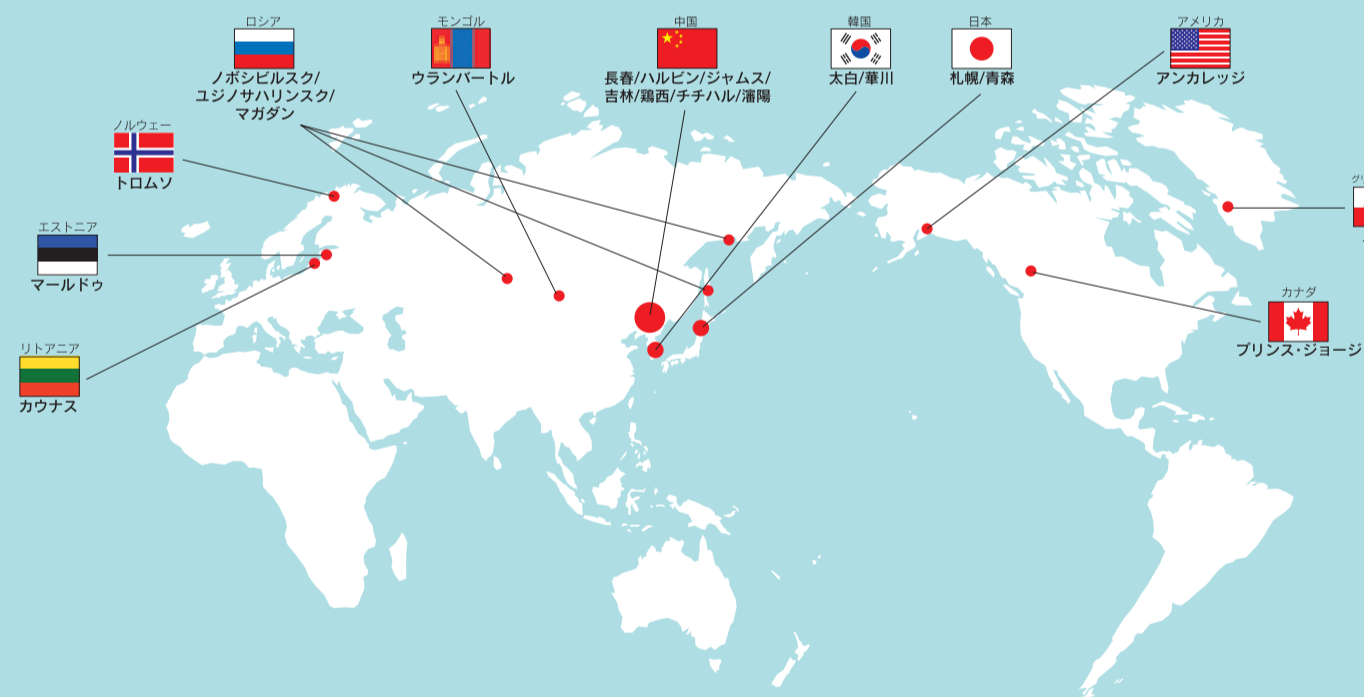 ロシア
ノボシビルスク/
ユジノサハリンスク/
マガダン
モンゴル
ウランバートル
中国
長春/ハルビン/ジャムス/
吉林/鶏西/チチハル/瀋陽
韓国
太白/華川
日本
札幌/青森
アメリカ
アンカレッジ
ノルウェー
トロムソ
エストニア
マールドゥ
リトアニア
カウナス
カナダ
プリンス・ジョージ